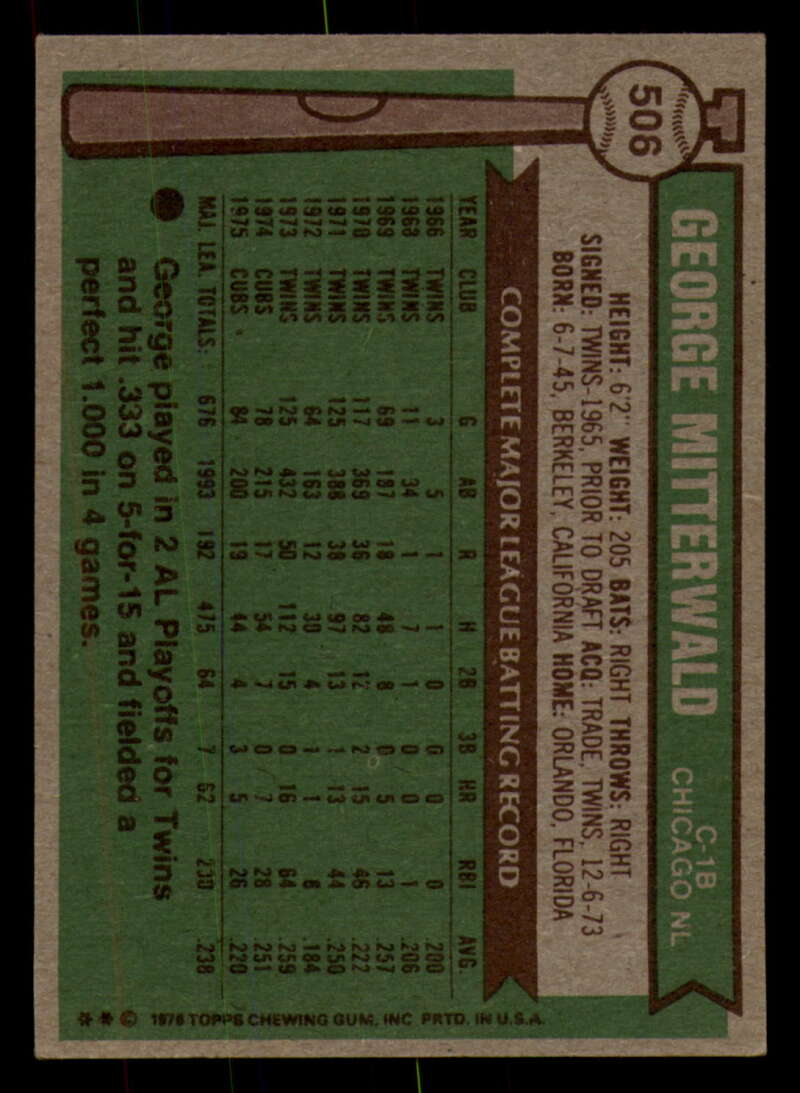 506
GEORGE MITTERWALD
C-1B
CHICAGO NL
HEIGHT: 6'2" WEIGHT: 205 BATS: RIGHT THROWS: RIGHT
SIGNED: TWINS-1965, PRIOR TO DRAFT ACQ: TRADE, TWINS, 12-6-73
BORN: 6-7-45, BERKELEY, CALIFORNIA HOME: ORLANDO, FLORIDA
COMPLETE MAJOR LEAGUE BATTING RECORD
YEAR CLUB G AB R H 2B 3B HR RBI AVG.
1966 TWINS 3 5 1 1 0 0 0 0 .200
1968 TWINS 11 34 1 7 1 0 0 1 .206
1969 TWINS 69 187 18 48 8 0 5 13 .257
1970 TWINS 117 369 36 82 12 2 15 46 .222
1971 TWINS 125 388 38 97 13 1 13 44 .250
1972 TWINS 64 163 12 30 4 1 1 8 .184
1973 TWINS 125 432 50 112 15 0 16 64 .259
1974 CUBS 78 215 17 54 7 0 7 28 .251
1975 CUBS 84 200 19 44 4 3 5 26 .220
MAJ. LEA. TOTALS: 676 1993 192 475 64 7 62 230 .238
George played in 2 AL Playoffs for Twins
and hit .333 on 5-for-15 and fielded a
perfect 1.000 in 4 games.
** © 1976 TOPPS CHEWING GUM, INC PRTD. IN U.S.A.